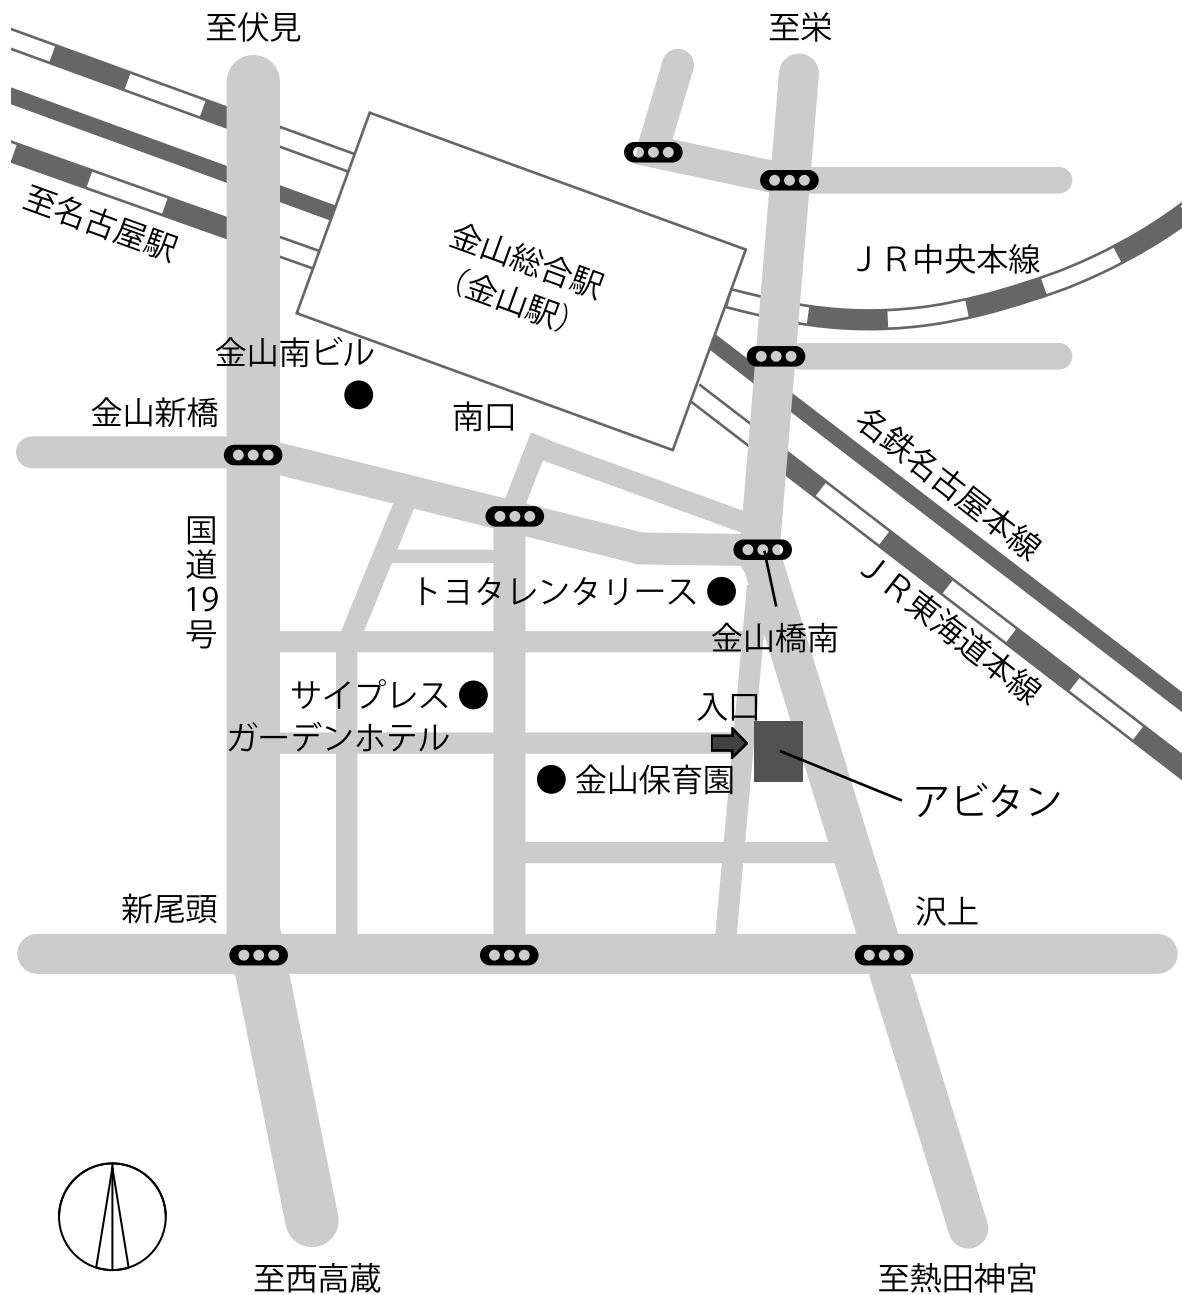 至伏見
至栄
至名古屋駅
金山総合駅
（金山駅）
ＪＲ中央本線
金山南ビル
金山新橋
南口
名鉄名古屋本線
国道19号
トヨタレンタリース
ＪＲ東海道本線
金山橋南
サイプレス
ガーデンホテル
入口
金山保育園
アビタン
新尾頭
沢上
至西高蔵
至熱田神宮